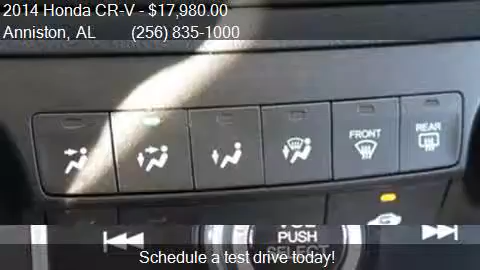 2014 Honda CR-V - $17,980.00
Anniston, AL (256) 835-1000
FRONT
REAR
VOL
PUSH
SELECT
Schedule a test drive today!